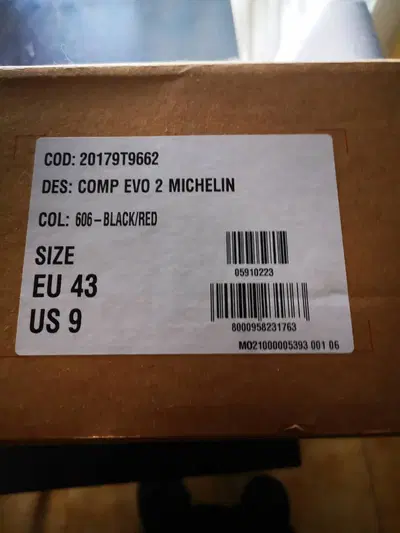 COD: 20179T9662
DES: COMP EVO 2 MICHELIN
COL: 606-BLACK/RED
SIZE
EU 43
US 9
05910223
8000958231763
MO21000005393 001 06